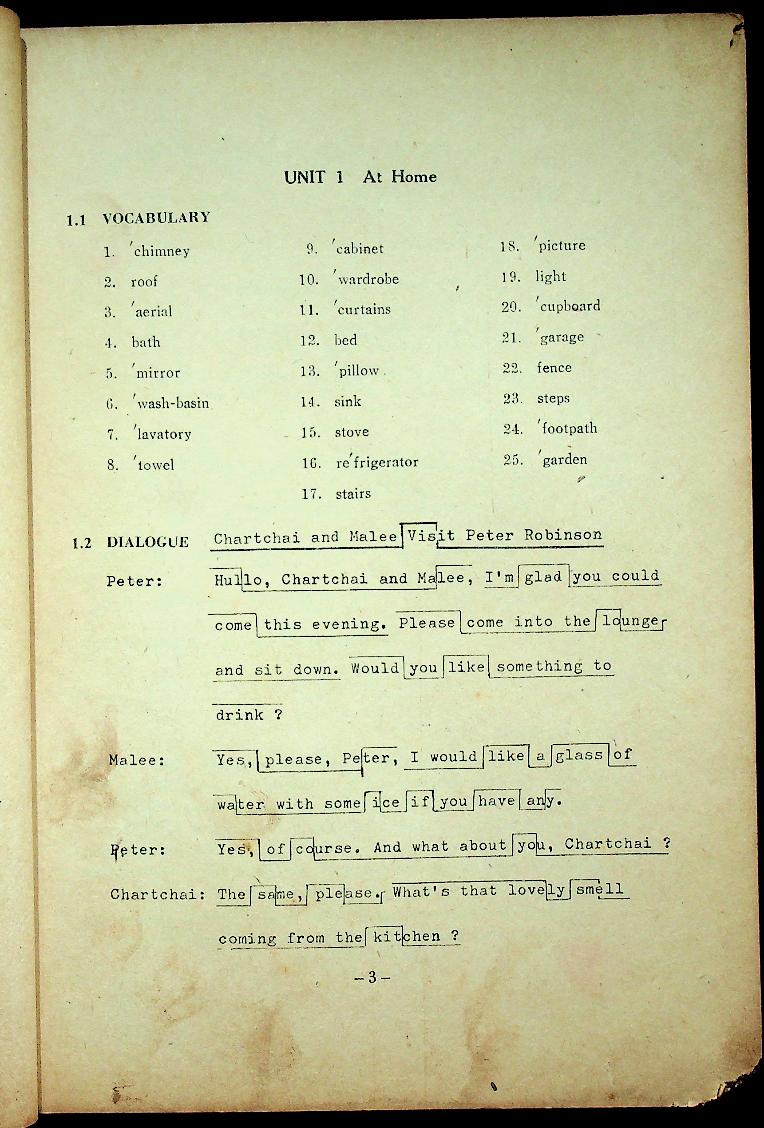 UNIT 1 At Home
1.1 VOCABULARY
1. 'chimney
2. roof
3. 'aerial
4. bath
5. 'mirror
6. 'wash-basin
7. 'lavatory
8. 'towel
9. 'cabinet
10. 'wardrobe
11. 'curtains
12. bed
13. 'pillow
14. sink
15. stove
16. re'frigerator
17. stairs
18. 'picture
19. light
20. 'cupboard
21. 'garage
22. fence
23. steps
24. 'footpath
25. 'garden
1.2 DIALOGUE Chartchai and Malee Visit Peter Robinson
Peter: Hullo, Chartchai and Malee, I'm glad you could
come this evening. Please come into the lounge
and sit down. Would you like something to
drink ?
Malee: Yes, please, Peter, I would like a glass of
water with some ice if you have any.
Peter: Yes, of course. And what about you, Chartchai ?
Chartchai: The same, please. What's that lovely smell
coming from the kitchen ?
-3-